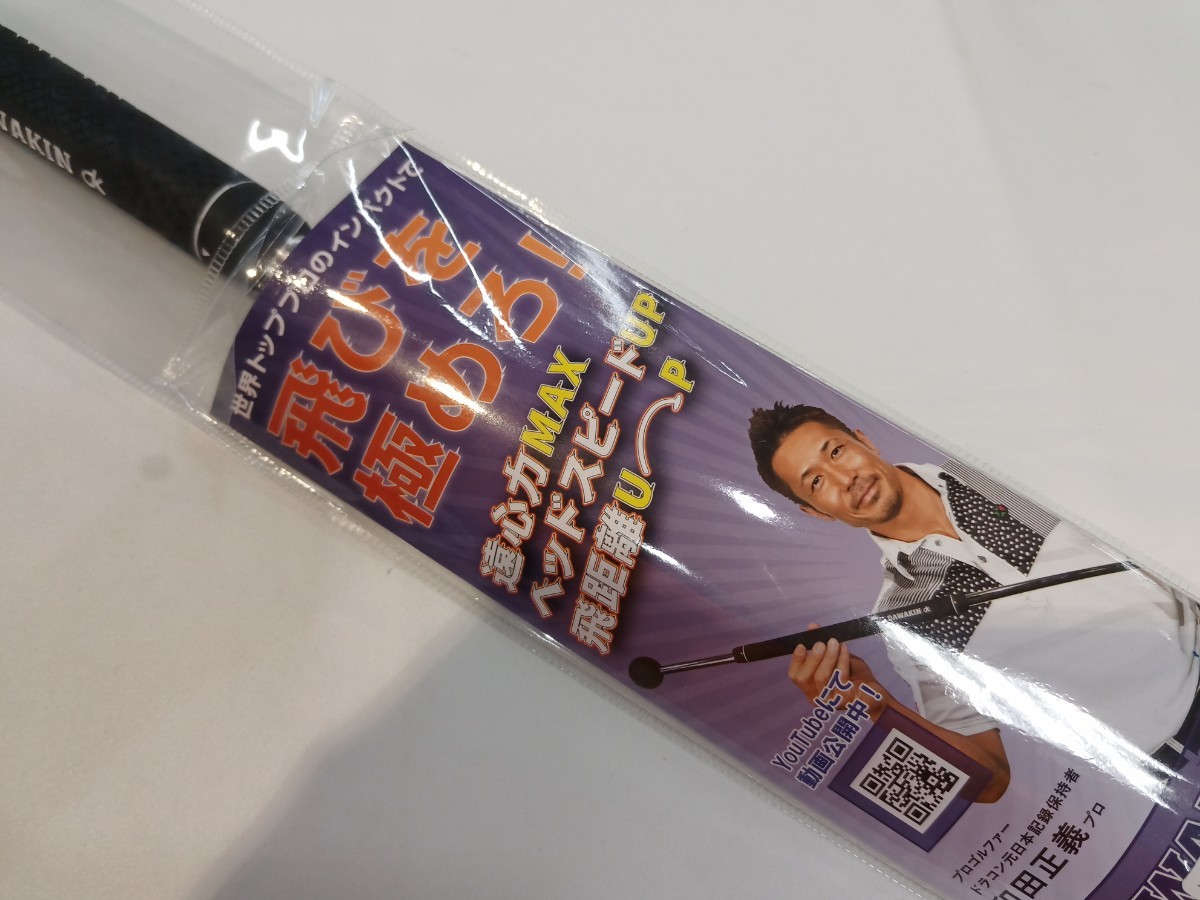 WAKIN
世界トッププロのインパクトで
飛びを
極めろ!
遠心力MAX
ヘッドスピードUP
飛距離UP
DAWAKIN
YouTubeにて
動画公開中!
プロゴルファー
ドラコン元日本記録保持者
和田正義プロ